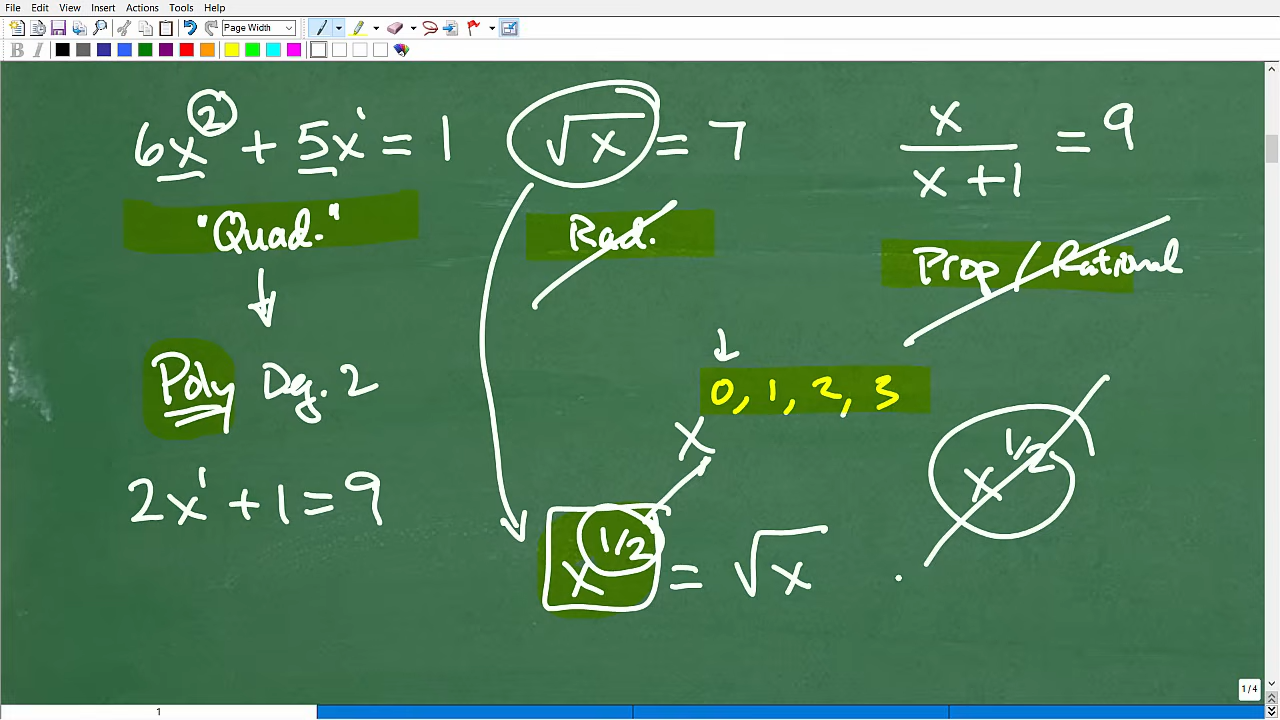 File Edit View Insert Actions Tools Help
Page Width
B I
6x² + 5x¹ = 1
√x = 7
x/(x+1) = 9
"Quad."
Rad.
Prop / Rational
Poly Deg. 2
0, 1, 2, 3
x
x^1/2
2x¹ + 1 = 9
x^1/2 = √x
1/4
1